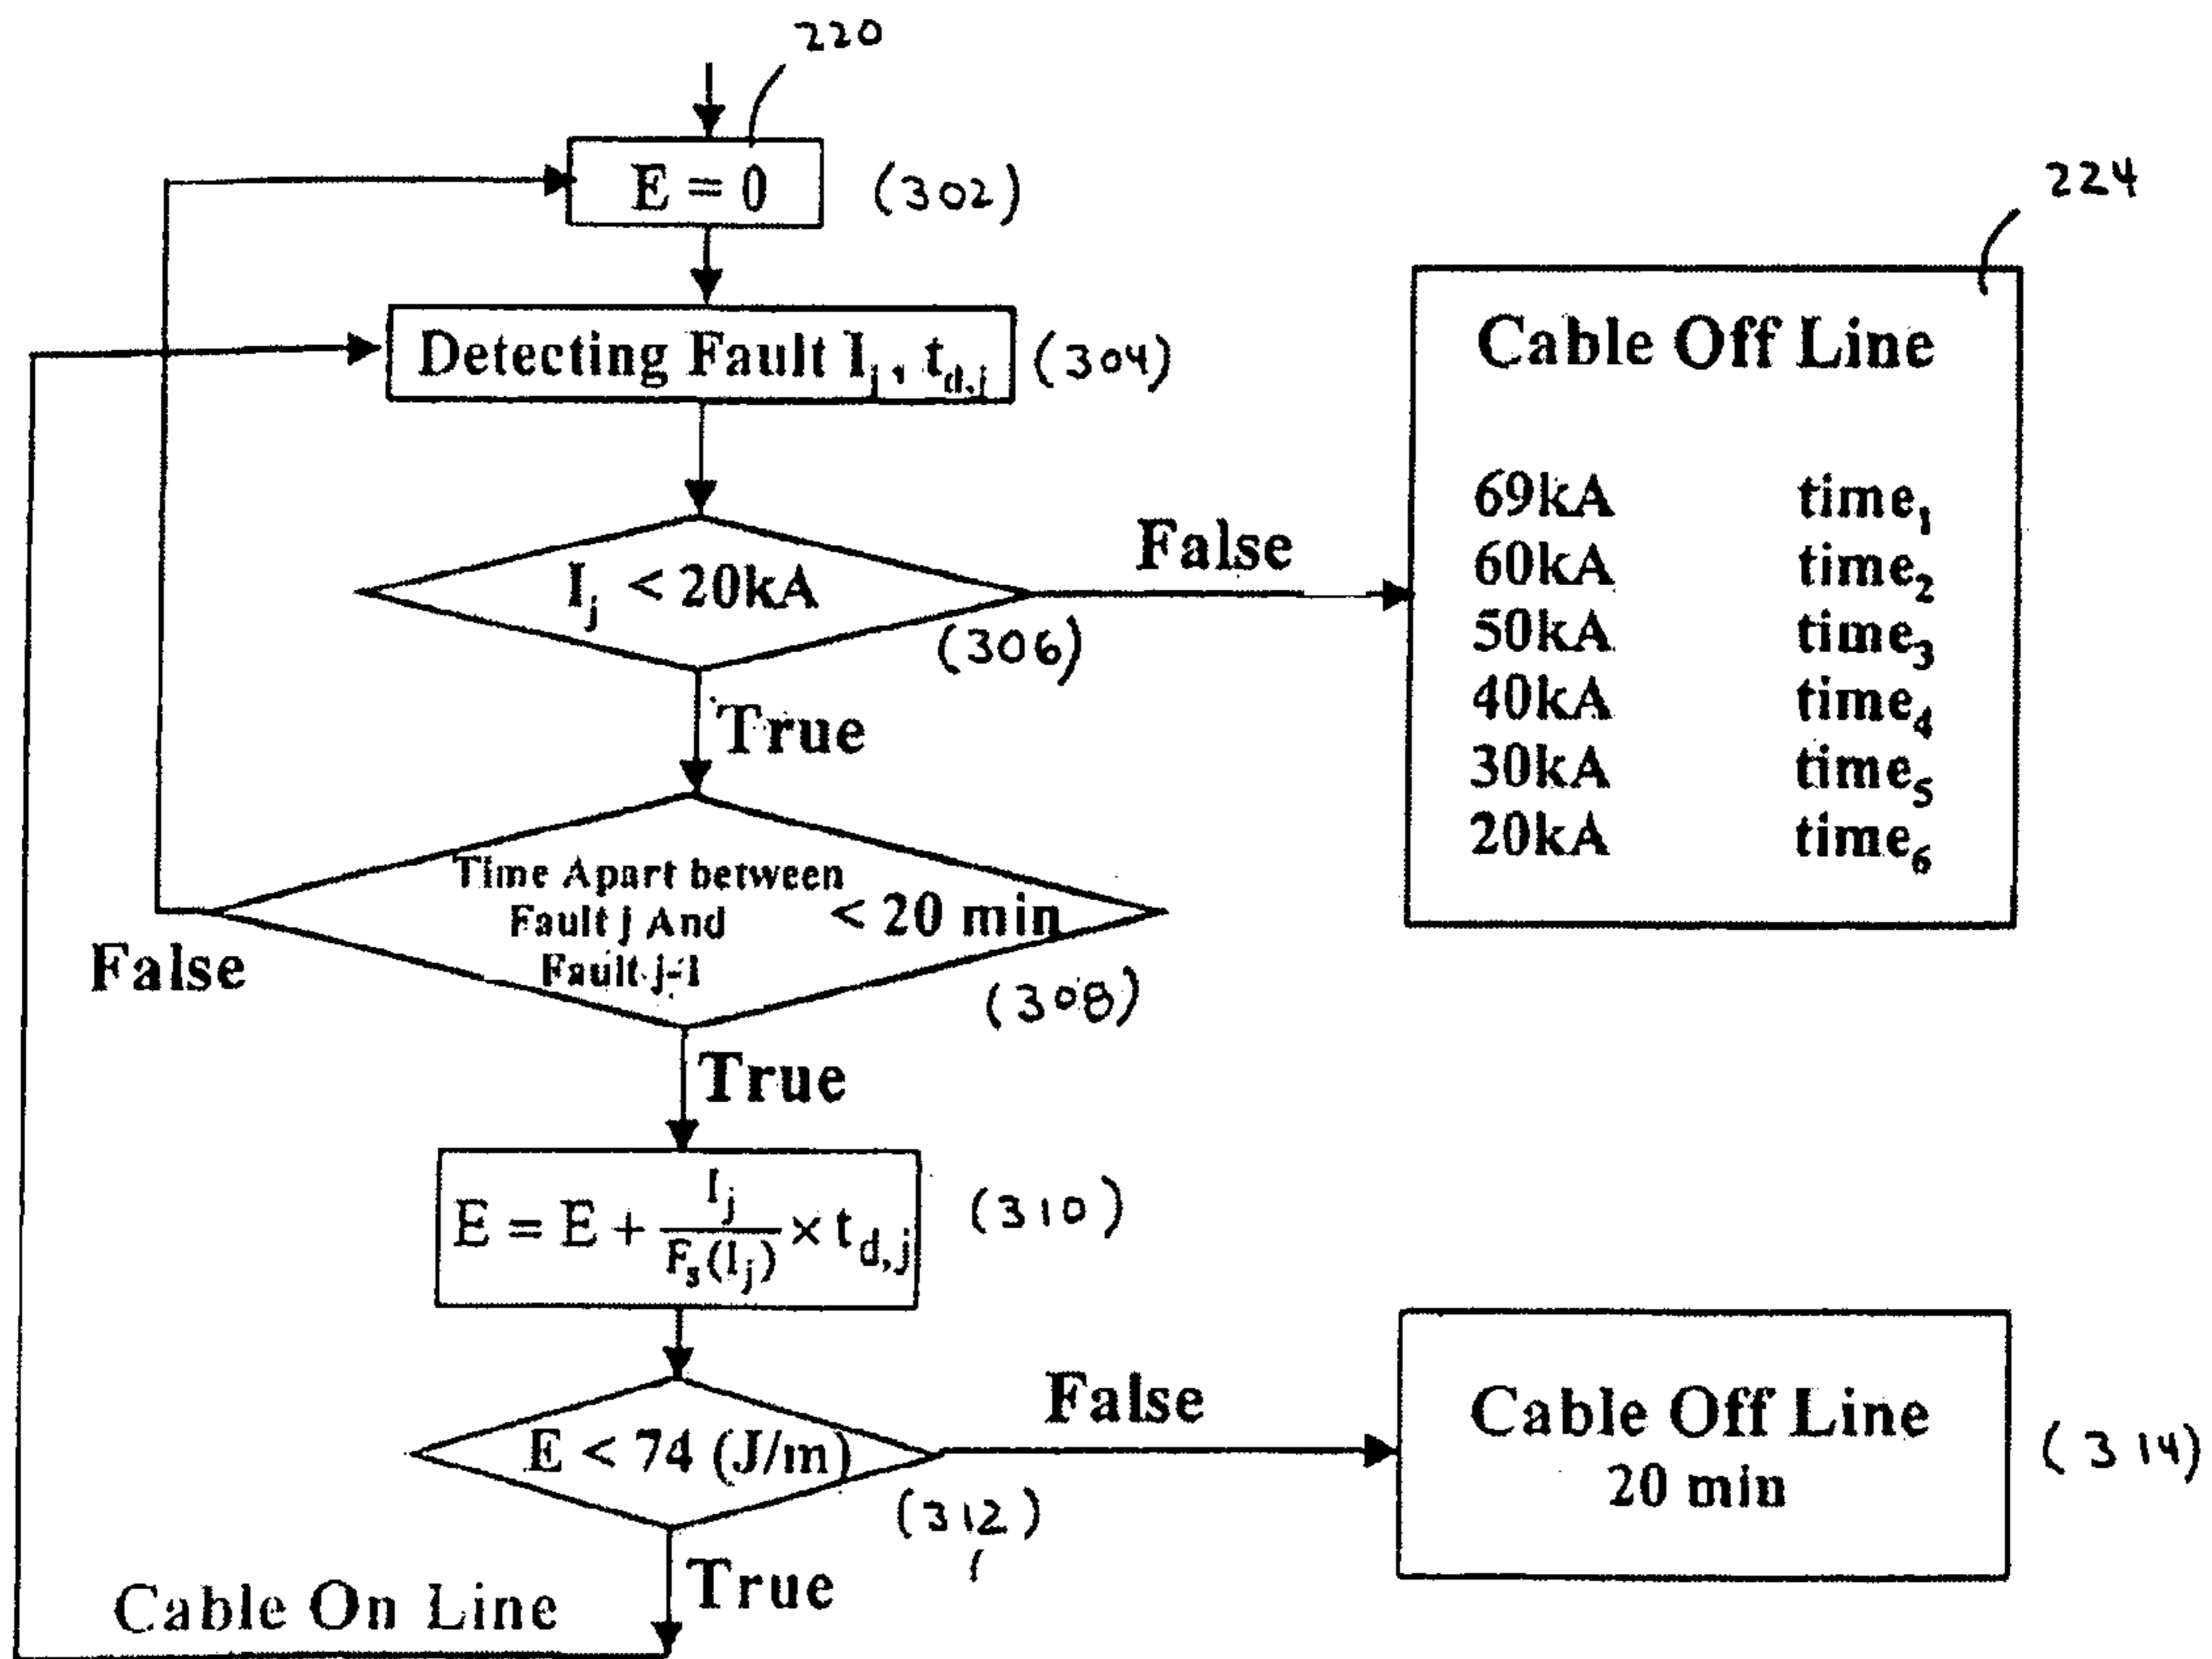 220
E = 0
(302)
224
Detecting Fault I_j, t_d,j
(304)
Cable Off Line
69kA time_1
60kA time_2
50kA time_3
40kA time_4
30kA time_5
20kA time_6
I_j < 20kA
False
(306)
True
Time Apart between
Fault j And
Fault j-1
< 20 min
False
(308)
True
E = E + I_j / F_s(I_j) × t_d,j
(310)
E < 74 (J/m)
False
(312)
Cable Off Line
20 min
(314)
True
Cable On Line